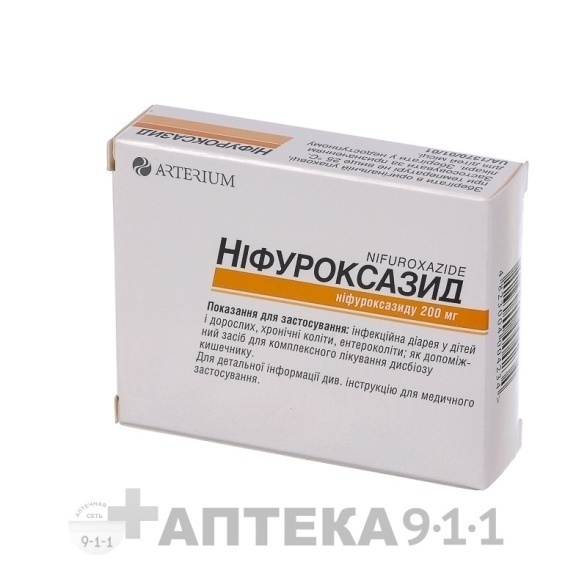 НІФУРОКСАЗИД
Зберігати в оригінальній упаковці
при температурі не вище 25 °С.
Застосовувати за призначенням
лікаря. Зберігати у недоступному
для дітей місці.
UA/1370/01/01
ARTERIUM
NIFUROXAZIDE
НІФУРОКСАЗИД
ніфуроксазиду 200 мг
Показання для застосування: інфекційна діарея у дітей
і дорослих, хронічні коліти, ентероколіти; як допоміж-
ний засіб для комплексного лікування дисбіозу
кишечнику.
Для детальної інформації див. інструкцію для медичного
застосування.
АПТЕЧНАЯ
СЕТЬ
9-1-1
АПТЕКА 9·1·1